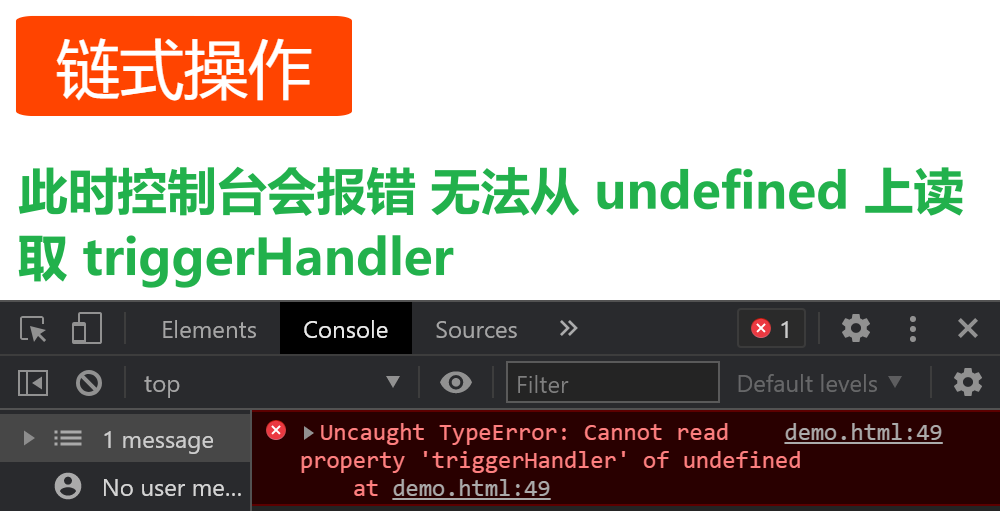 链式操作
此时控制台会报错 无法从 undefined 上读
取 triggerHandler
Elements Console Sources 1
top Filter Default levels
1 message
No user me...
Uncaught TypeError: Cannot read demo.html:49
property 'triggerHandler' of undefined
at demo.html:49